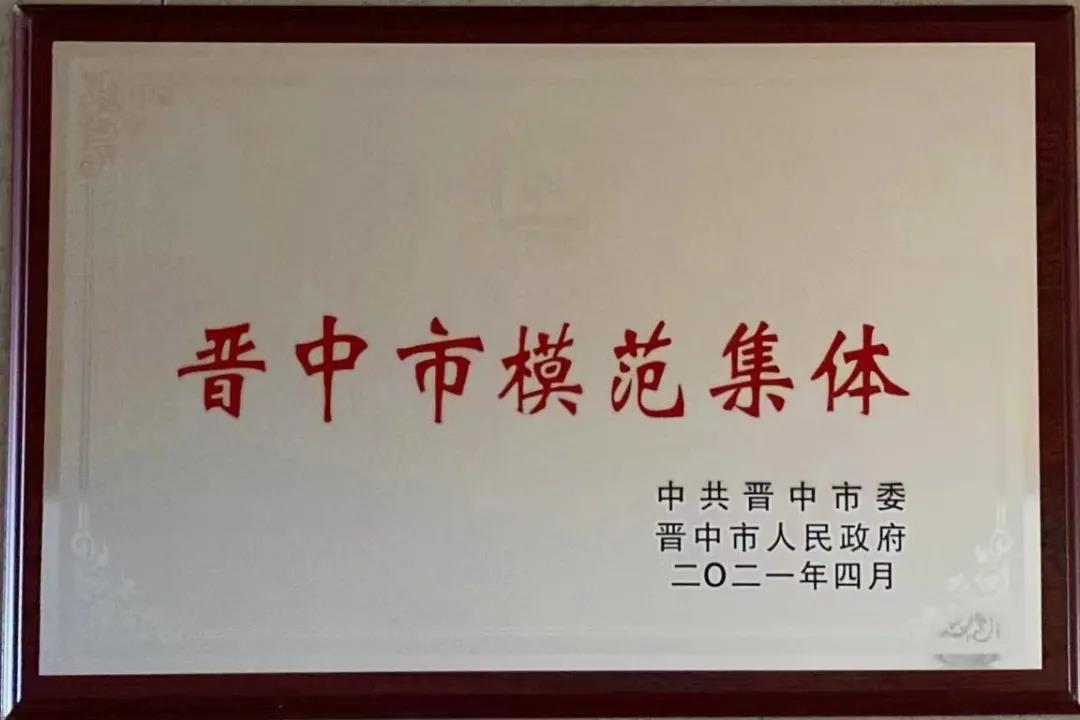 晋中市模范集体
中共晋中市委
晋中市人民政府
二〇二一年四月